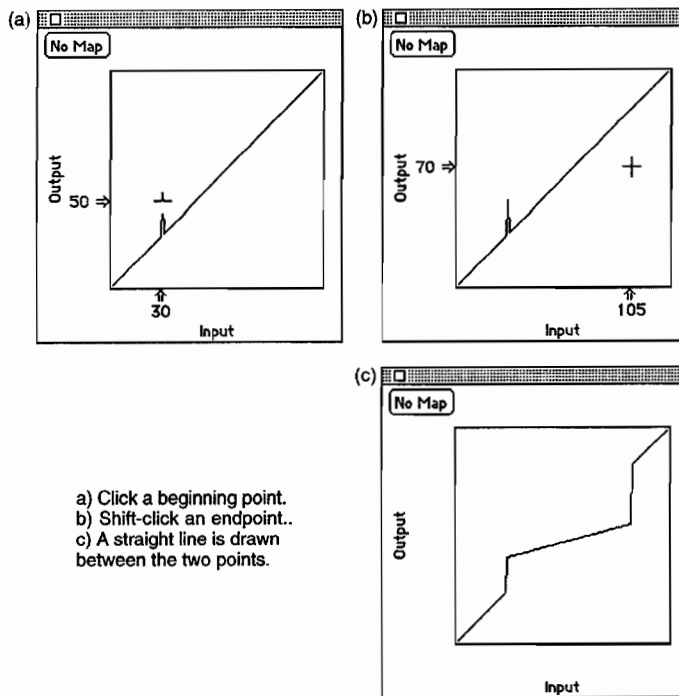 (a)
No Map
Output
50 ⇒
⇑
30
Input
(b)
No Map
Output
70 ⇒
⇑
105
Input
(c)
No Map
Output
Input
a) Click a beginning point.
b) Shift-click an endpoint..
c) A straight line is drawn
between the two points.